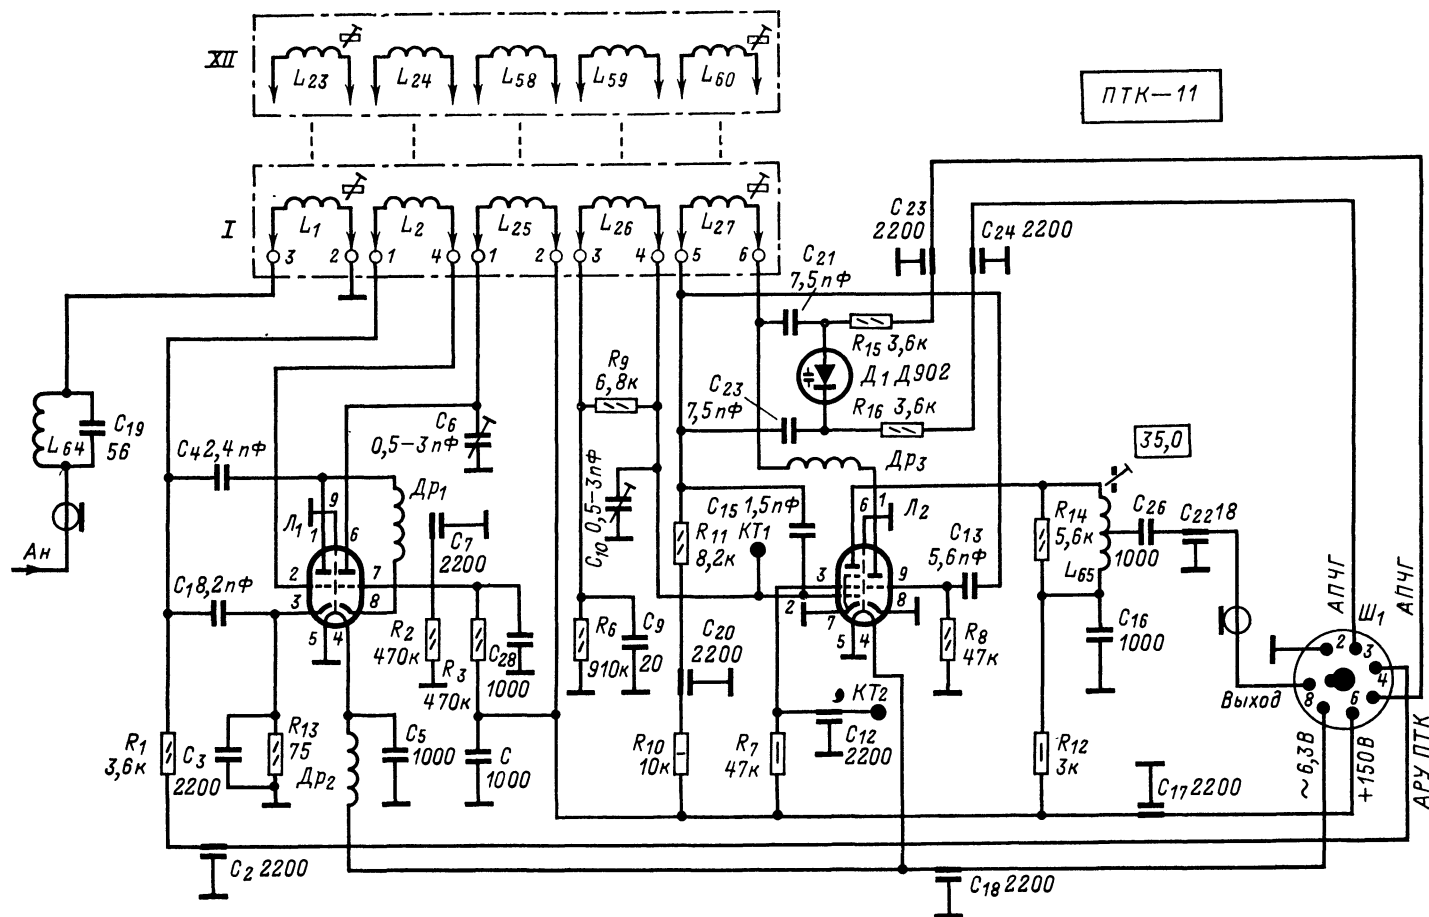 XII
L23 L24 L58 L59 L60
ПТК—11
I
L1 L2 L25 L26 L27
3 2 1 4 1 2 3 4 5 6
C23
2200
C24 2200
C21
7,5пФ
R15 3,6к
Д1 Д902
R9
6,8к
C23
7,5пФ
R16 3,6к
C19
56
L64
C6
0,5–3пФ
C4 2,4пФ
Др1
C10 0,5–3пФ
Др3
35,0
Ан
Л1
1 9 6
2 7
3 8
5 4
C7
2200
C15 1,5пФ
R11
8,2к
КТ1
6 1
Л2
3 9
2 7 8
5 4
C13
5,6пФ
R14
5,6к
L65
C26
1000
C22 18
C1 8,2пФ
R2
470к
R3
470к
C28
1000
R6
910к
C9
20
C20
2200
R8
47к
C16
1000
АПЧГ
АПЧГ
Ш1
2 3 4
8 6
Выход
R1
3,6к
C3
2200
R13
75
Др2
C5
1000
C
1000
R10
10к
R7
47к
КТ2
C12
2200
R12
3к
C17 2200
~6,3В
+150В
АРУ ПТК
C2 2200
C18 2200